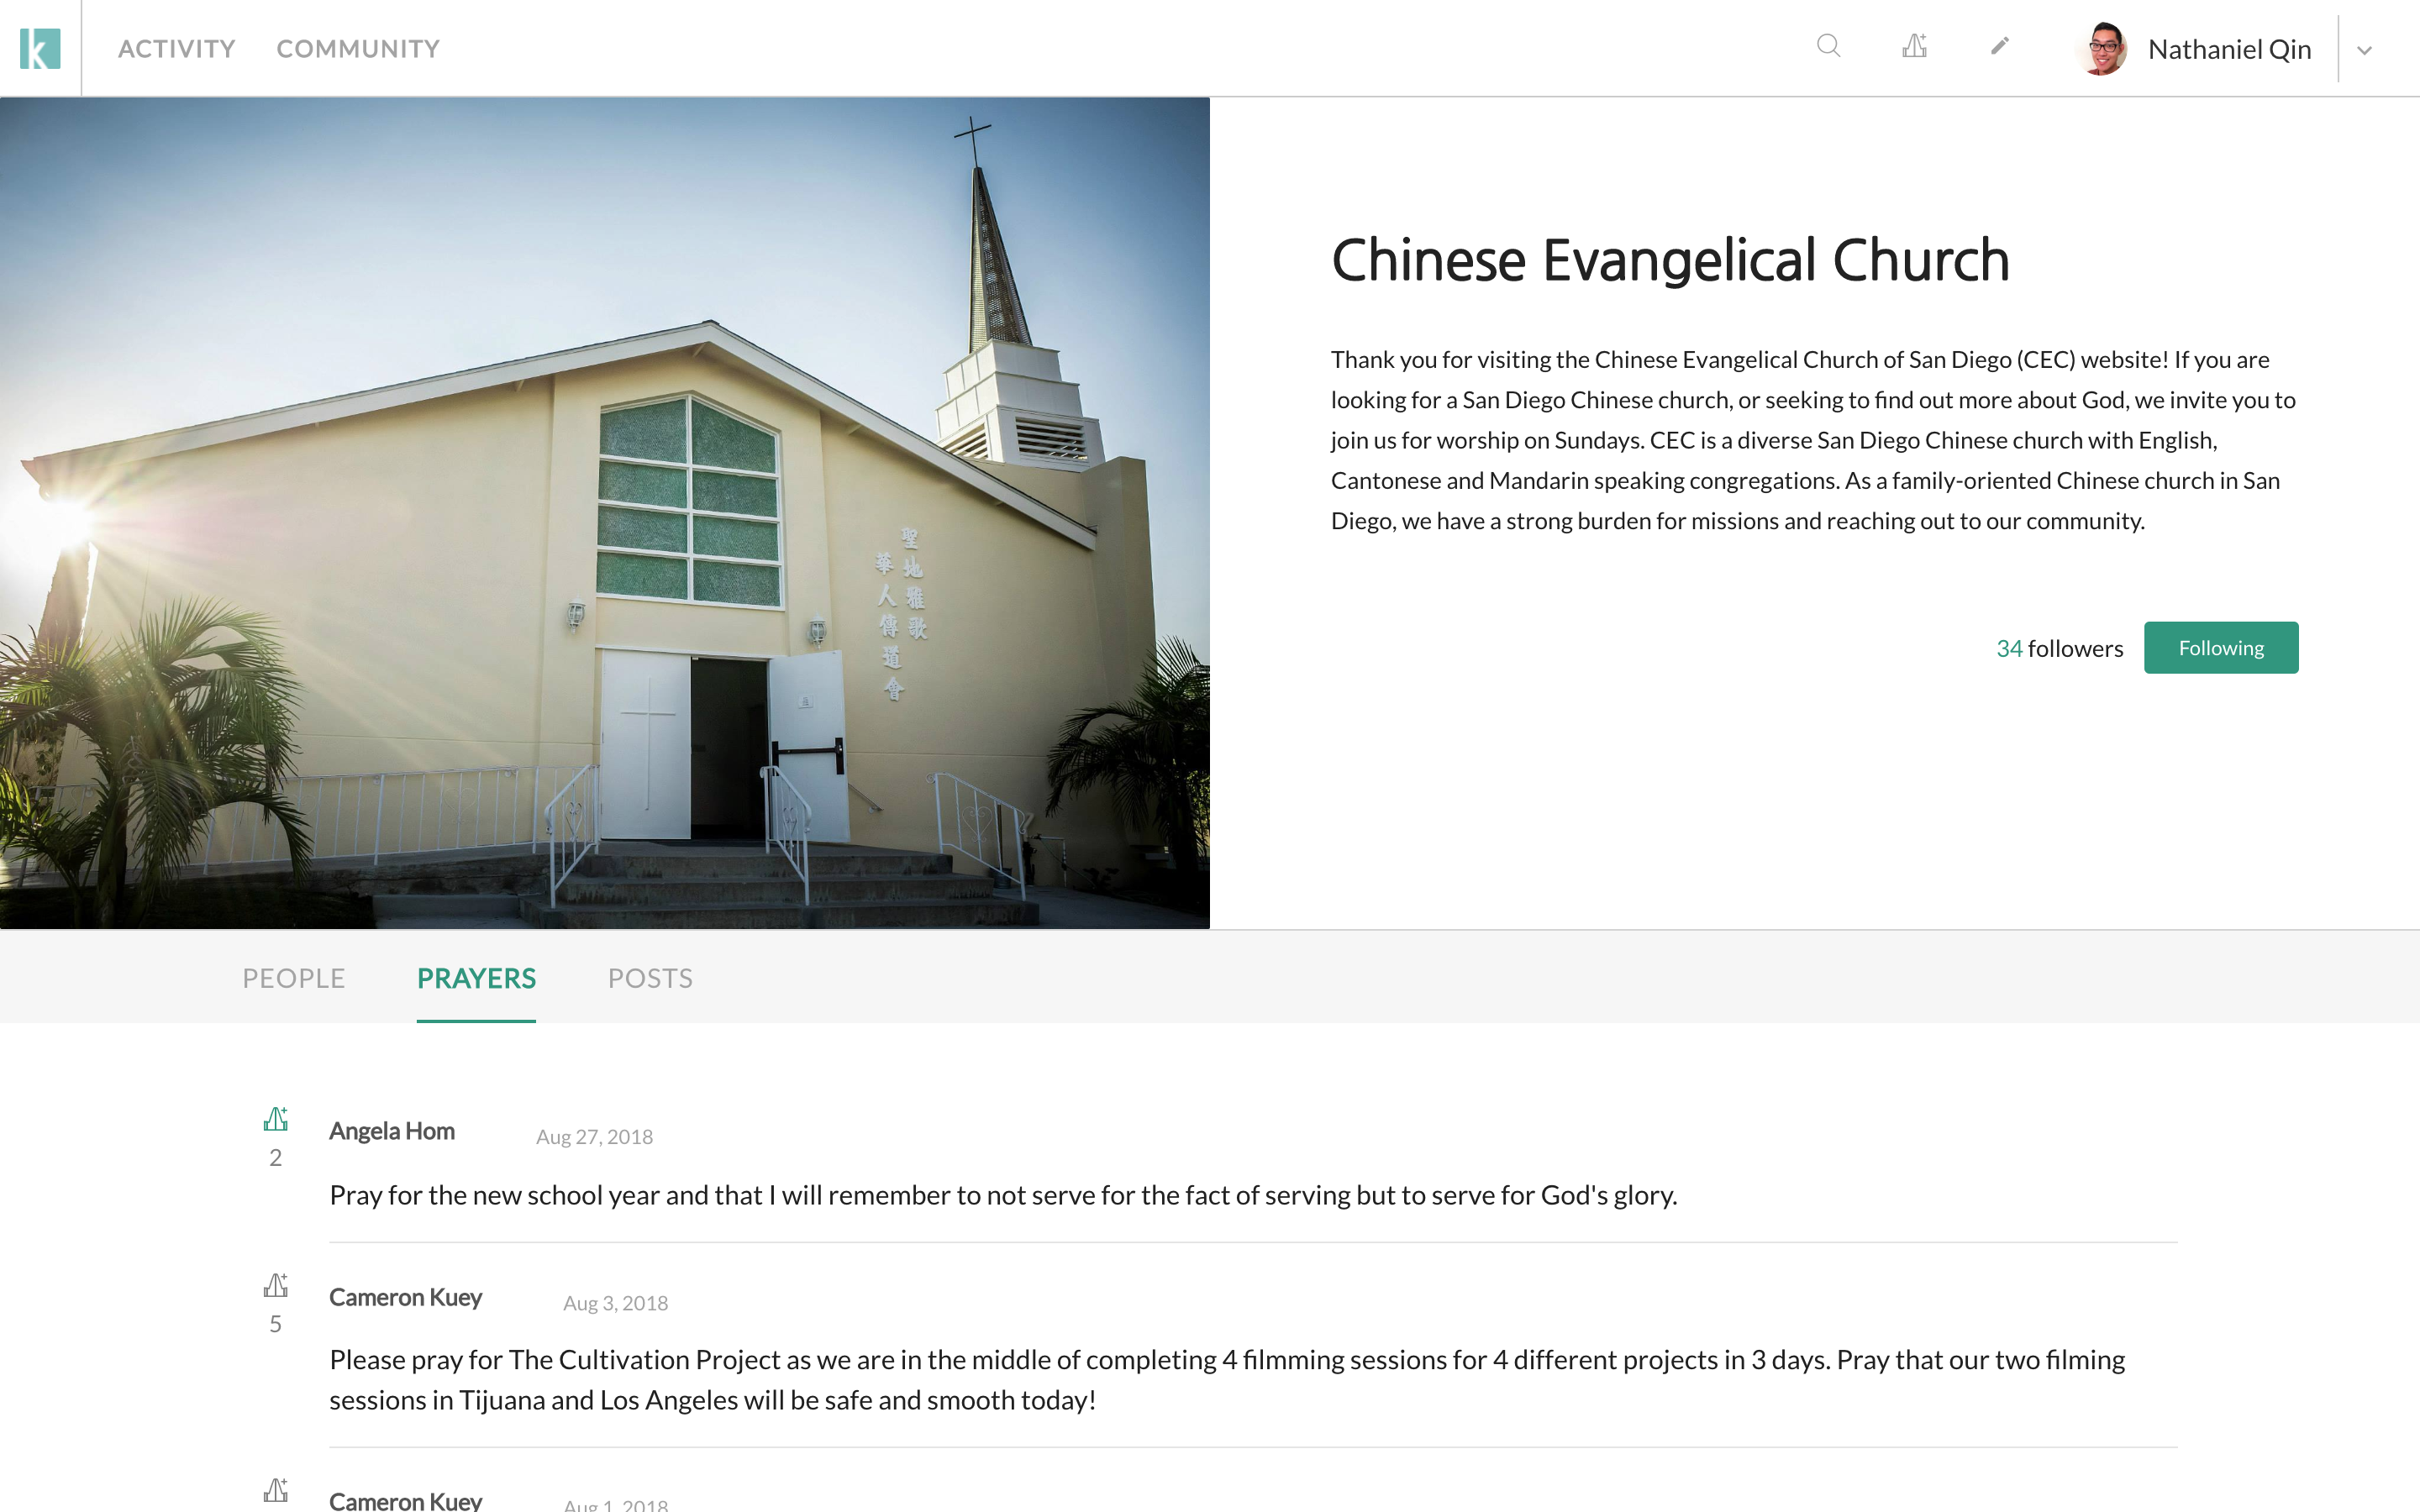 k
ACTIVITY COMMUNITY
Nathaniel Qin
聖地雅歌
華人傳道會
Chinese Evangelical Church
Thank you for visiting the Chinese Evangelical Church of San Diego (CEC) website! If you are
looking for a San Diego Chinese church, or seeking to find out more about God, we invite you to
join us for worship on Sundays. CEC is a diverse San Diego Chinese church with English,
Cantonese and Mandarin speaking congregations. As a family-oriented Chinese church in San
Diego, we have a strong burden for missions and reaching out to our community.
34 followers Following
PEOPLE PRAYERS POSTS
Angela Hom Aug 27, 2018
2
Pray for the new school year and that I will remember to not serve for the fact of serving but to serve for God's glory.
Cameron Kuey Aug 3, 2018
5
Please pray for The Cultivation Project as we are in the middle of completing 4 filmming sessions for 4 different projects in 3 days. Pray that our two filming
sessions in Tijuana and Los Angeles will be safe and smooth today!
Cameron Kuey Aug 1, 2018